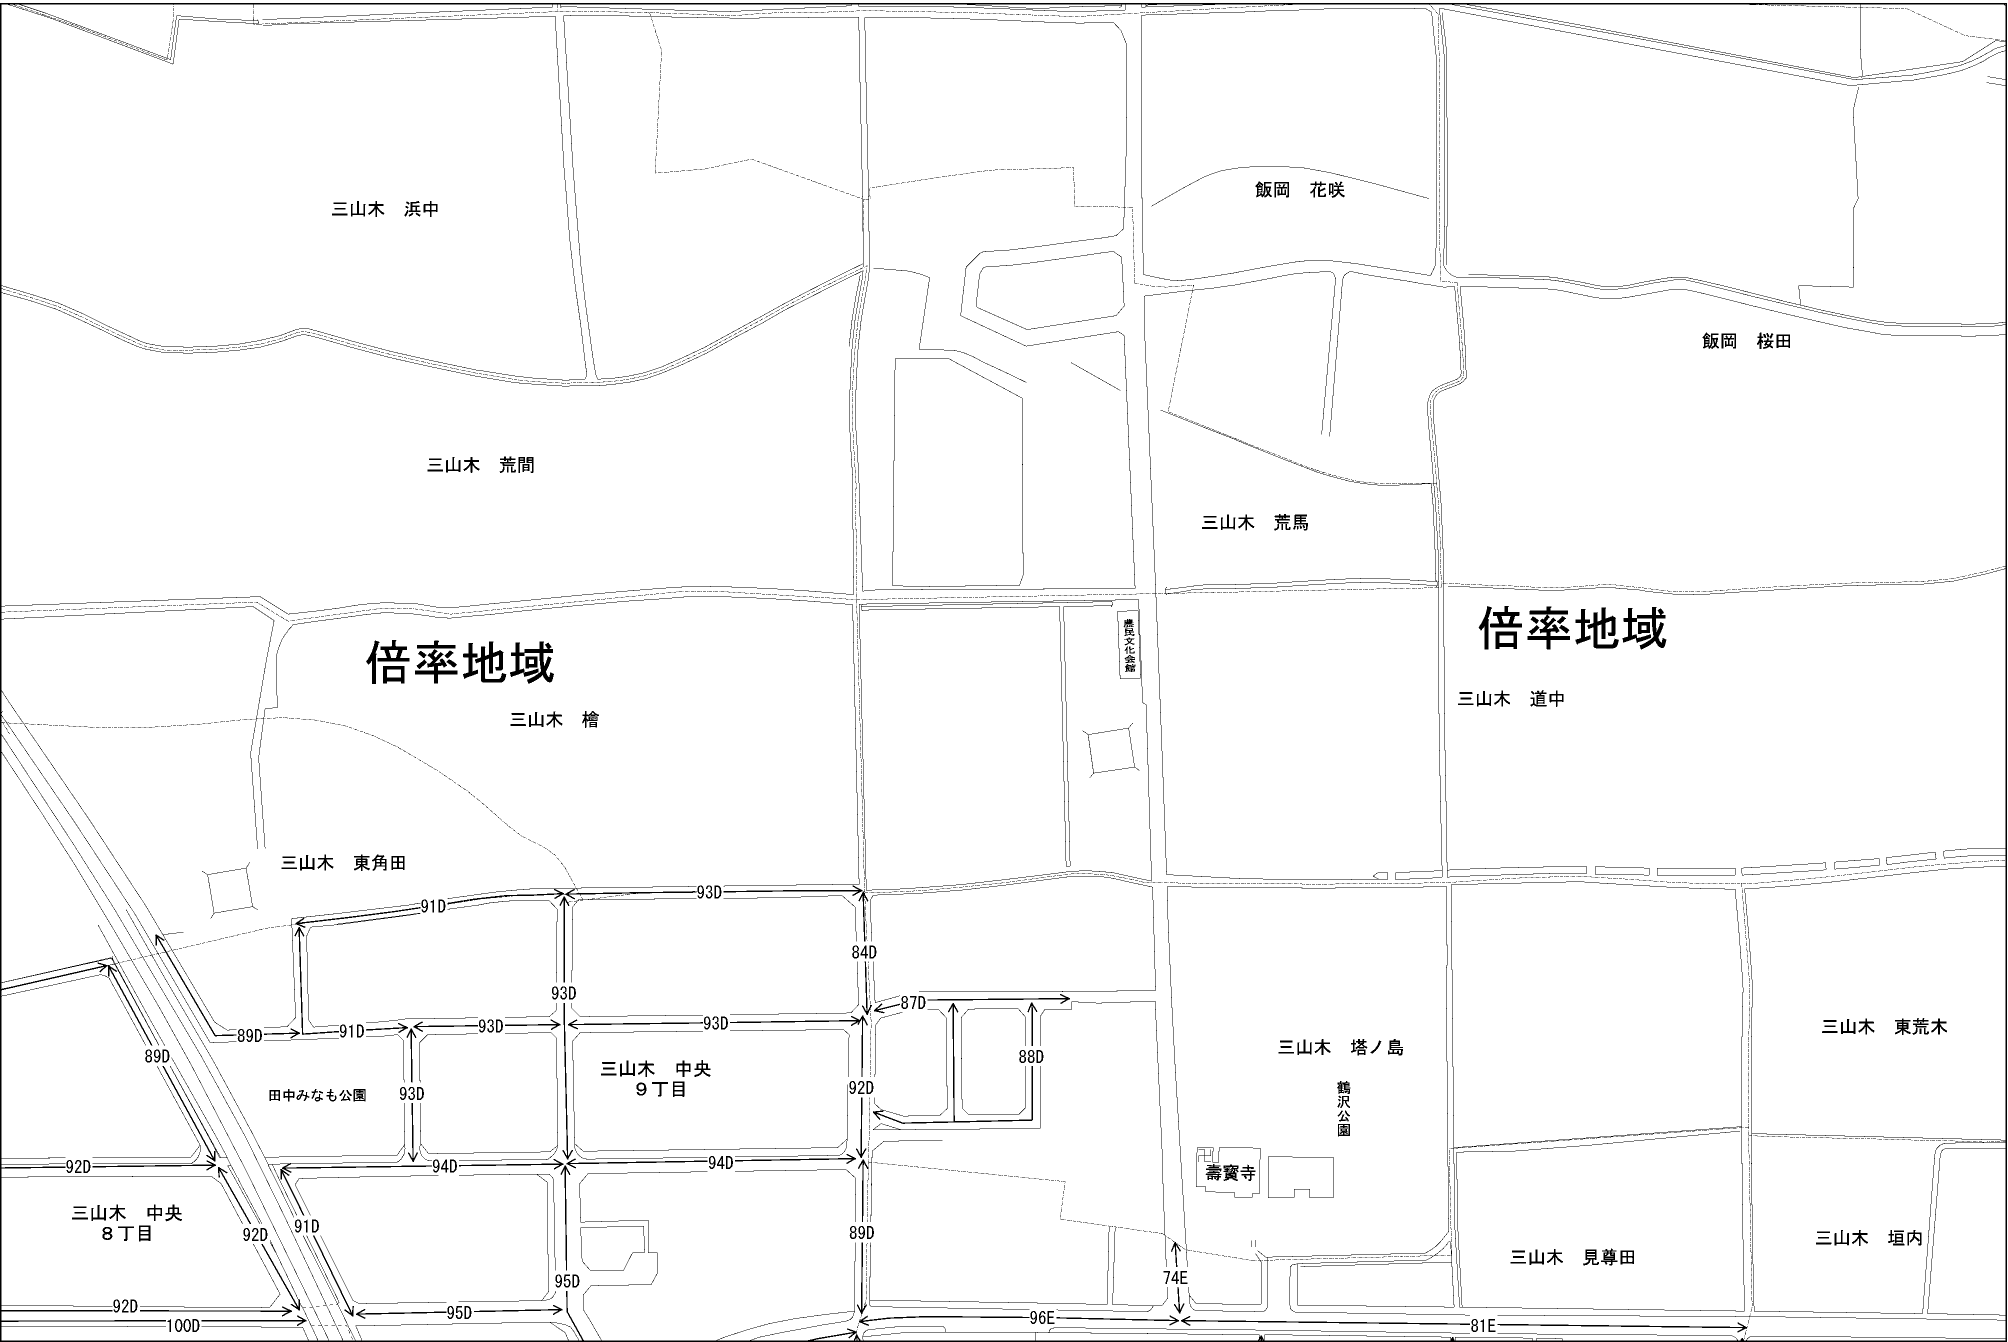 飯岡　花咲
三山木　浜中
飯岡　桜田
三山木　荒間
三山木　荒馬
倍率地域
農民文化会館
倍率地域
三山木　道中
三山木　檜
三山木　東角田
93D
91D
84D
93D
87D
93D
93D
91D
89D
三山木　東荒木
三山木　塔ノ島
89D
88D
三山木　中央
９丁目
92D
93D
田中みなも公園
鶴沢公園
94D
94D
92D
壽寳寺
三山木　中央
８丁目
91D
92D
89D
三山木　垣内
三山木　見尊田
74E
95D
92D
95D
96E
100D
81E